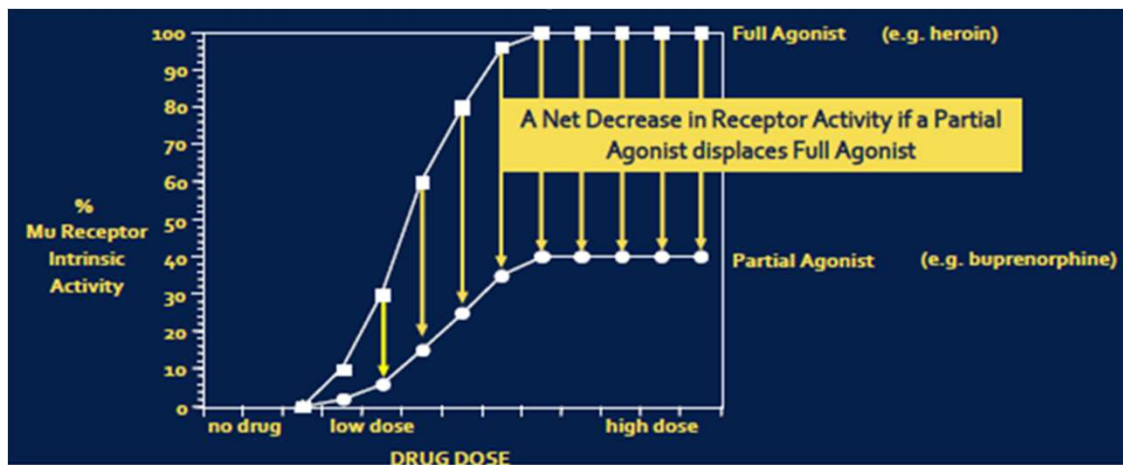 100
90
80
70
60
50
40
30
20
10
0
%
Mu Receptor
Intrinsic
Activity
Full Agonist (e.g. heroin)
A Net Decrease in Receptor Activity if a Partial
Agonist displaces Full Agonist
Partial Agonist (e.g. buprenorphine)
no drug low dose high dose
DRUG DOSE